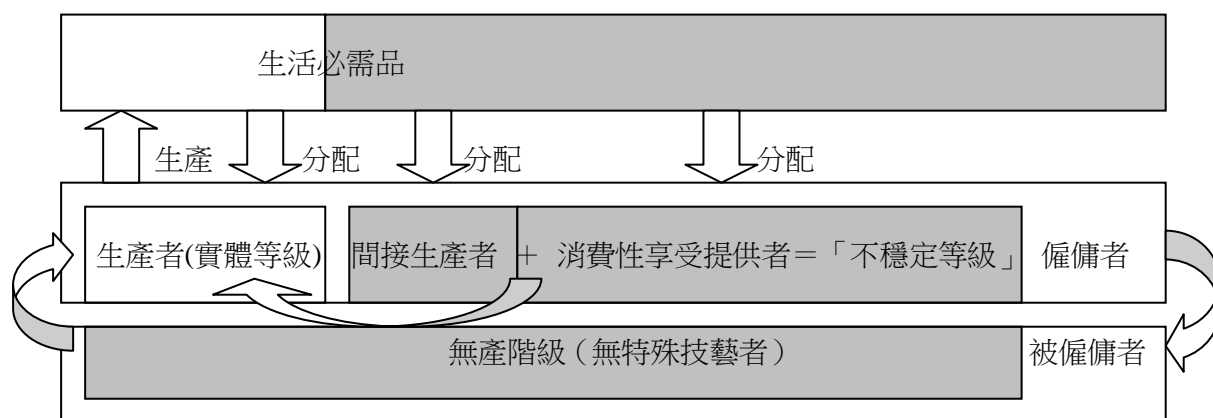 生活必需品
生產 分配 分配 分配
生產者(實體等級) 間接生產者 + 消費性享受提供者=「不穩定等級」 僱傭者
無產階級(無特殊技藝者) 被僱傭者